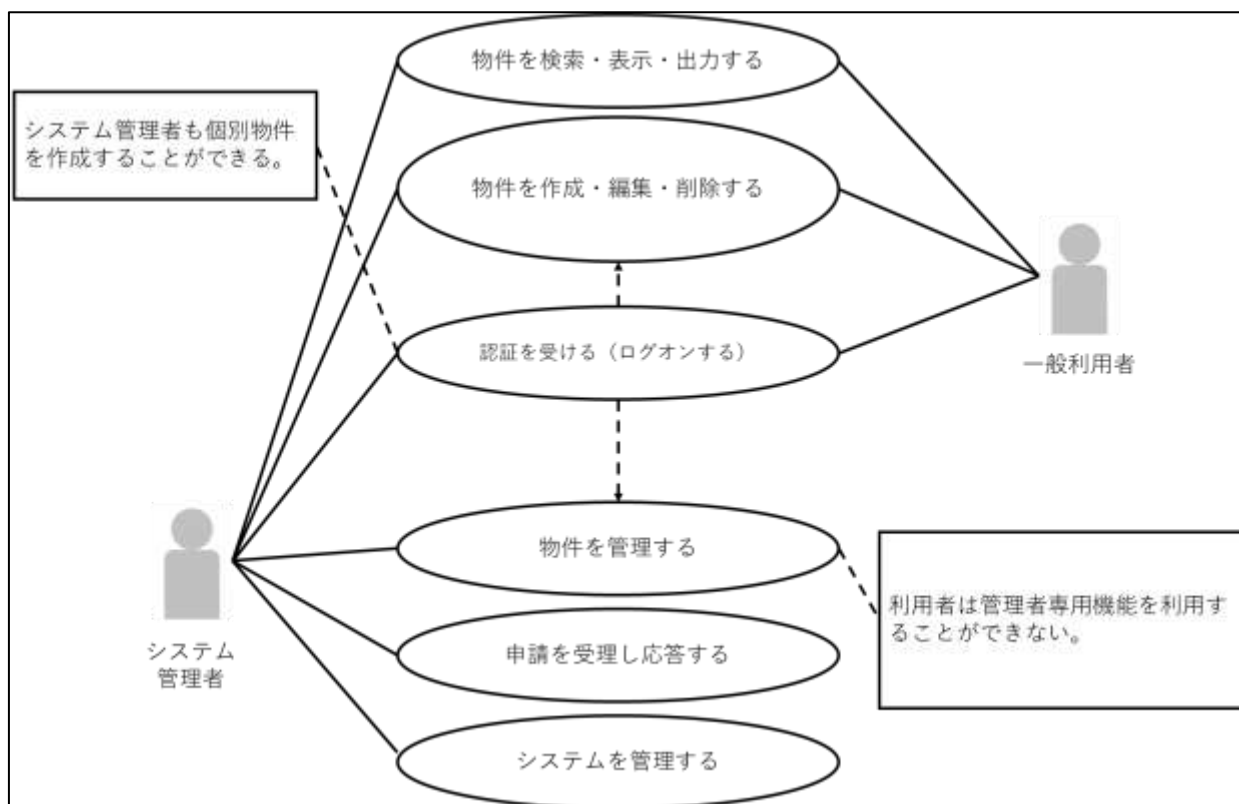 物件を検索・表示・出力する
システム管理者も個別物件
を作成することができる。
物件を作成・編集・削除する
認証を受ける（ログオンする）
一般利用者
物件を管理する
利用者は管理者専用機能を利用す
ることができない。
システム
管理者
申請を受理し応答する
システムを管理する